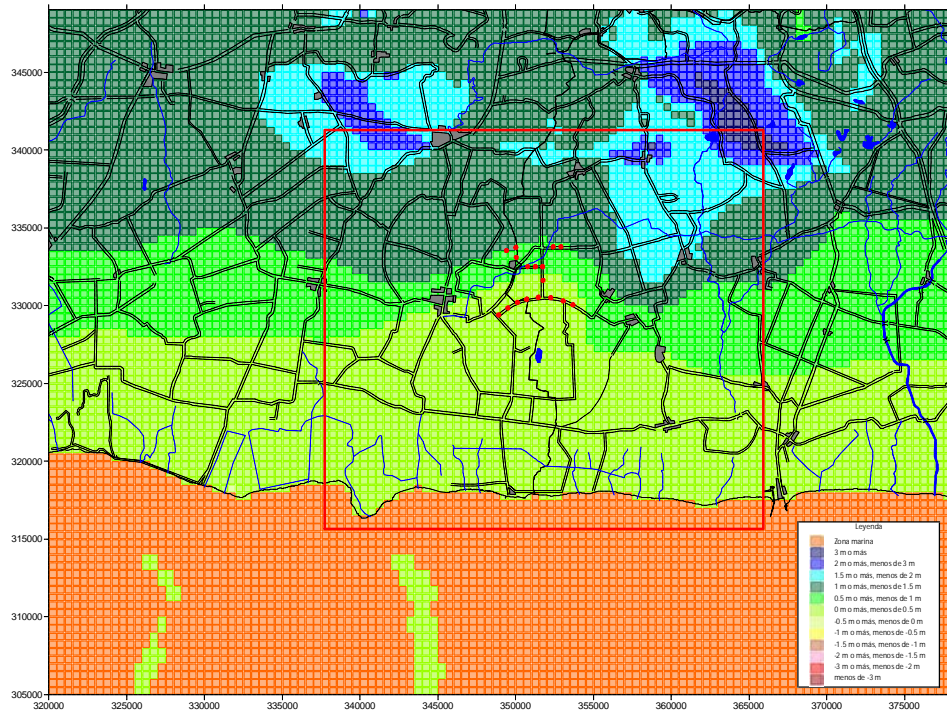 345000
340000
335000
330000
325000
320000
315000
310000
305000
320000 325000 330000 335000 340000 345000 350000 355000 360000 365000 370000 375000
Leyenda
Zona marina
3 m o más
2 m o más, menos de 3 m
1.5 m o más, menos de 2 m
1 m o más, menos de 1.5 m
0.5 m o más, menos de 1 m
0 m o más, menos de 0.5 m
-0.5 m o más, menos de 0 m
-1 m o más, menos de -0.5 m
-1.5 m o más, menos de -1 m
-2 m o más, menos de -1.5 m
-3 m o más, menos de -2 m
menos de -3 m